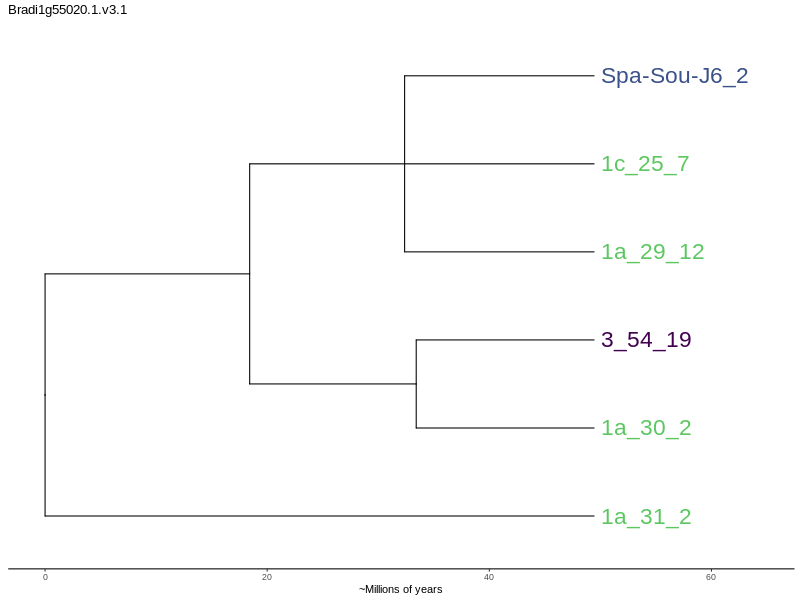 Bradi1g55020.1.v3.1
Spa-Sou-J6_2
1c_25_7
1a_29_12
3_54_19
1a_30_2
1a_31_2
0 20 40 60
~Millions of years